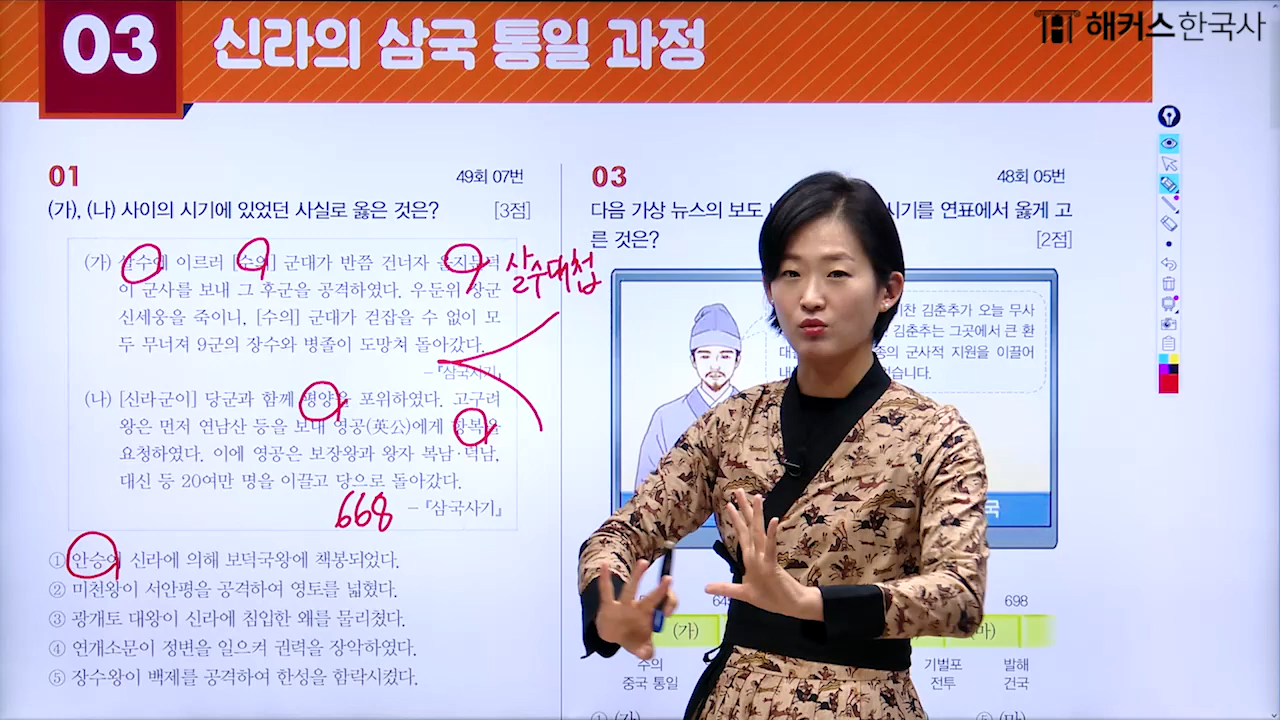 03 신라의 삼국 통일 과정
해커스한국사
01
49회 07번
(가), (나) 사이의 시기에 있었던 사실로 옳은 것은? [3점]
(가) 살수에 이르러 [수의] 군대가 반쯤 건너자 을지문덕
이 군사를 보내 그 후군을 공격하였다. 우둔위 장군
신세웅을 죽이니, [수의] 군대가 걷잡을 수 없이 모
두 무너져 9군의 장수와 병졸이 도망쳐 돌아갔다.
- 『삼국사기』
살수대첩
(나) [신라군이] 당군과 함께 평양을 포위하였다. 고구려
왕은 먼저 연남산 등을 보내 영공(英公)에게 항복을
요청하였다. 이에 영공은 보장왕과 왕자 복남·덕남,
대신 등 20여만 명을 이끌고 당으로 돌아갔다.
668
- 『삼국사기』
① 안승이 신라에 의해 보덕국왕에 책봉되었다.
② 미천왕이 서안평을 공격하여 영토를 넓혔다.
③ 광개토 대왕이 신라에 침입한 왜를 물리쳤다.
④ 연개소문이 정변을 일으켜 권력을 장악하였다.
⑤ 장수왕이 백제를 공격하여 한성을 함락시켰다.
03
48회 05번
다음 가상 뉴스의 보도 시기를 연표에서 옳게 고
른 것은? [2점]
이찬 김춘추가 오늘 무사
김춘추는 그곳에서 큰 환
의 군사적 지원을 이끌어
습니다.
국
698
(가) (마)
수의
중국 통일
기벌포
전투
발해
건국
① (가)
⑤ (마)